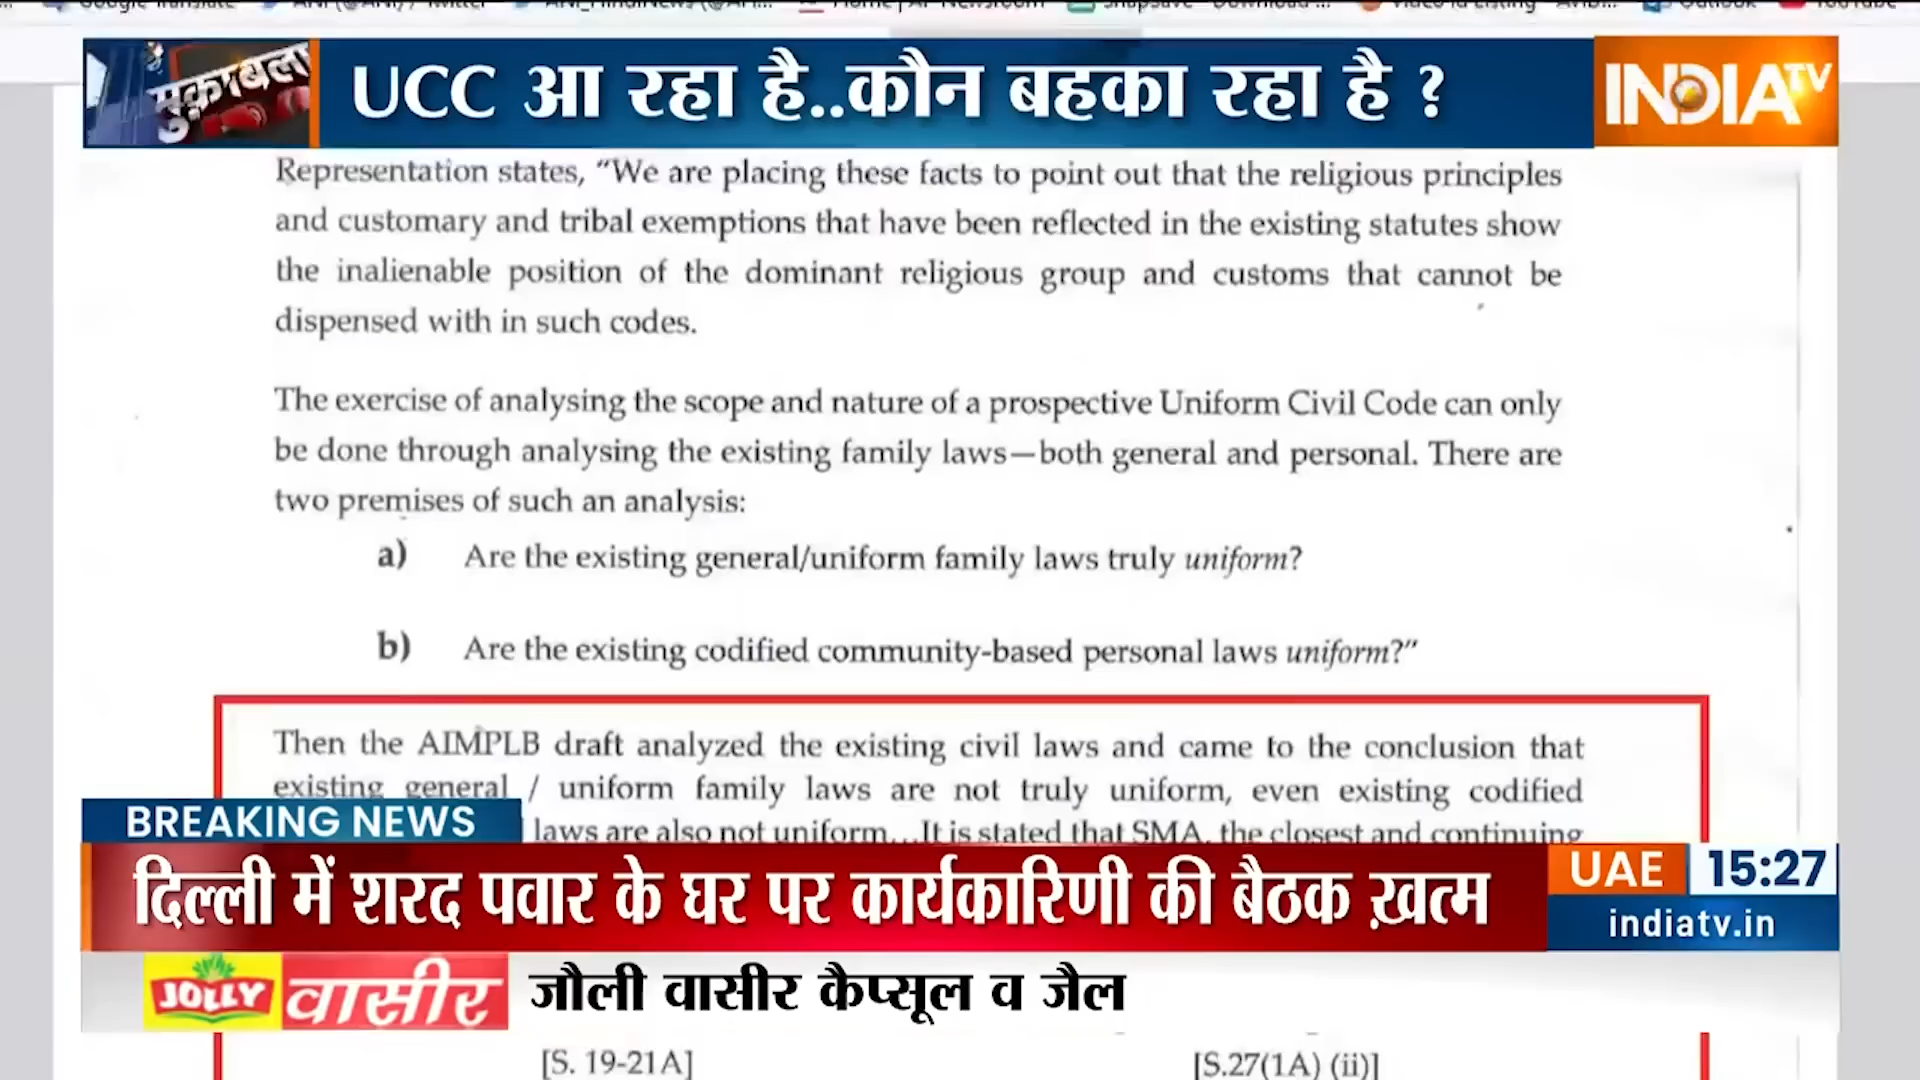 मुक़ाबला
UCC आ रहा है..कौन बहका रहा है ?
INDIA TV
Representation states, “We are placing these facts to point out that the religious principles
and customary and tribal exemptions that have been reflected in the existing statutes show
the inalienable position of the dominant religious group and customs that cannot be
dispensed with in such codes.
The exercise of analysing the scope and nature of a prospective Uniform Civil Code can only
be done through analysing the existing family laws—both general and personal. There are
two premises of such an analysis:
a) Are the existing general/uniform family laws truly uniform?
b) Are the existing codified community-based personal laws uniform?”
Then the AIMPLB draft analyzed the existing civil laws and came to the conclusion that
existing general / uniform family laws are not truly uniform, even existing codified
laws are also not uniform...It is stated that SMA, the closest and continuing
BREAKING NEWS
दिल्ली में शरद पवार के घर पर कार्यकारिणी की बैठक ख़त्म
UAE 15:27
indiatv.in
JOLLY वासीर जौली वासीर कैप्सूल व जैल
[S. 19-21A] [S.27(1A) (ii)]